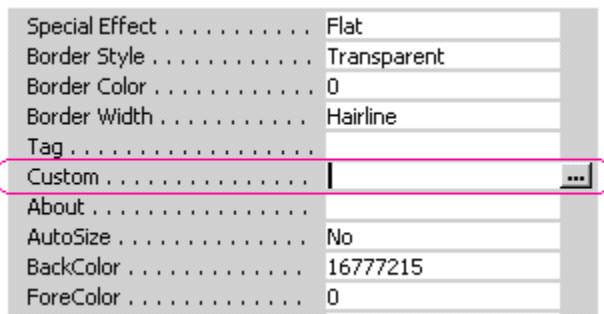 Special Effect . . . . . . . . . . . Flat
Border Style . . . . . . . . . . . . Transparent
Border Color . . . . . . . . . . . . 0
Border Width . . . . . . . . . . . Hairline
Tag . . . . . . . . . . . . . . . . . .
Custom . . . . . . . . . . . . . . . ...
About . . . . . . . . . . . . . . . .
AutoSize . . . . . . . . . . . . . . No
BackColor . . . . . . . . . . . . . 16777215
ForeColor . . . . . . . . . . . . . 0